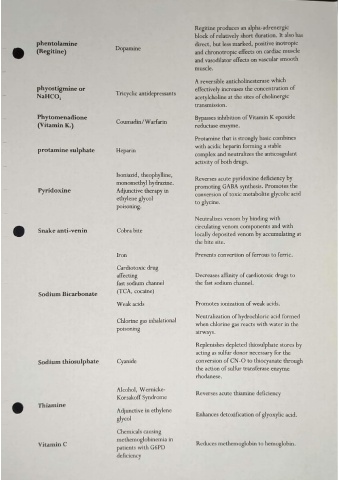 Regitine produces an alpha-adrenergic
block of relatively short duration. It also has
phentolamine
(Regitine)
Dopamine
direct, but less marked, positive inotropic
and chronotropic effects on cardiac muscle
and vasodilator effects on vascular smooth
muscle.
A reversible anticholinesterase which
physostigmine or
NaHCO₃
Tricyclic antidepressants
effectively increases the concentration of
acetylcholine at the sites of cholinergic
transmission.
Phytomenadione
(Vitamin K₁)
Coumadin/Warfarin
Bypasses inhibition of Vitamin K epoxide
reductase enzyme.
protamine sulphate
Heparin
Protamine that is strongly basic combines
with acidic heparin forming a stable
complex and neutralizes the anticoagulant
activity of both drugs.
Pyridoxine
Isoniazid, theophylline,
monomethyl hydrazine.
Adjunctive therapy in
ethylene glycol
poisoning.
Reverses acute pyridoxine deficiency by
promoting GABA synthesis. Promotes the
conversion of toxic metabolite glycolic acid
to glycine.
Snake anti-venin
Cobra bite
Neutralizes venom by binding with
circulating venom components and with
locally deposited venom by accumulating at
the bite site.
Sodium Bicarbonate
Iron
Prevents convertion of ferrous to ferric.
Cardiotoxic drug
affecting
fast sodium channel
(TCA, cocaine)
Decreases affinity of cardiotoxic drugs to
the fast sodium channel.
Weak acids
Promotes ionization of weak acids.
Chlorine gas inhalational
poisoning
Neutralization of hydrochloric acid formed
when chlorine gas reacts with water in the
airways.
Sodium thiosulphate
Cyanide
Replenishes depleted thiosulphate stores by
acting as sulfur donor necessary for the
conversion of CN-O to thiocyanate through
the action of sulfur transferase enzyme
rhodanese.
Thiamine
Alcohol, Wernicke-
Korsakoff Syndrome
Reverses acute thiamine deficiency
Adjunctive in ethylene
glycol
Enhances detoxification of glyoxylic acid.
Vitamin C
Chemicals causing
methemoglobinemia in
patients with G6PD
deficiency
Reduces methemoglobin to hemoglobin.